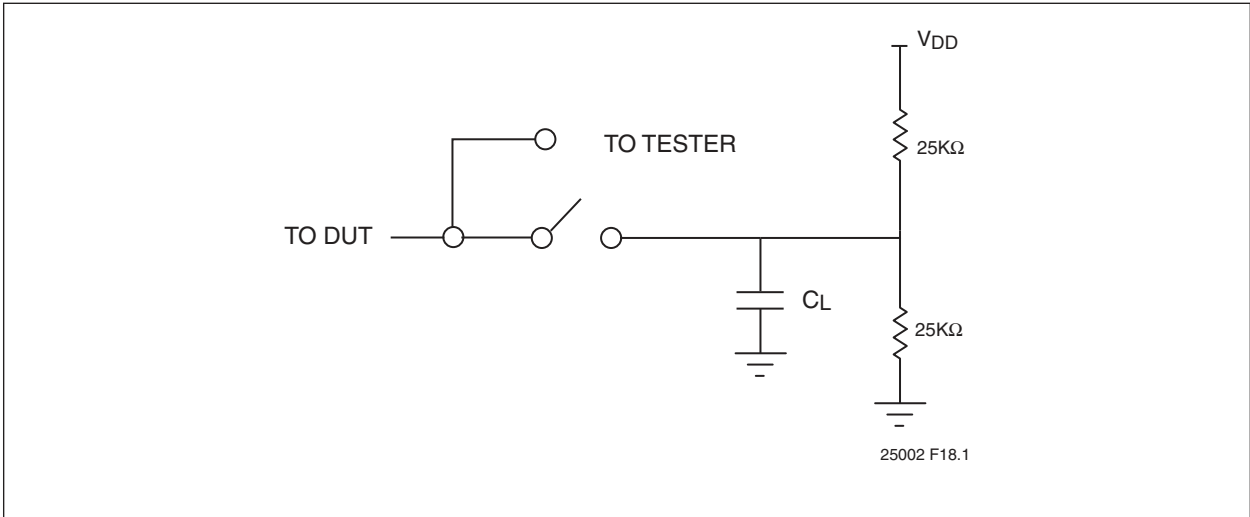 VDD
25KΩ
TO TESTER
TO DUT
CL
25KΩ
25002 F18.1